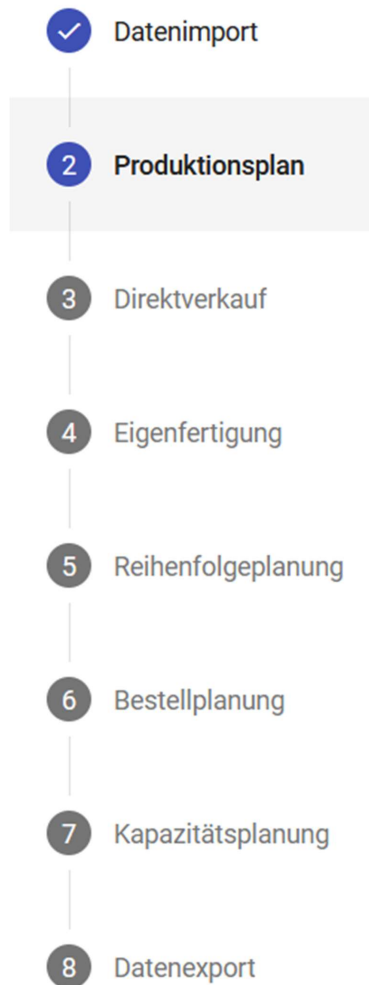 Datenimport
2 Produktionsplan
3 Direktverkauf
4 Eigenfertigung
5 Reihenfolgeplanung
6 Bestellplanung
7 Kapazitätsplanung
8 Datenexport